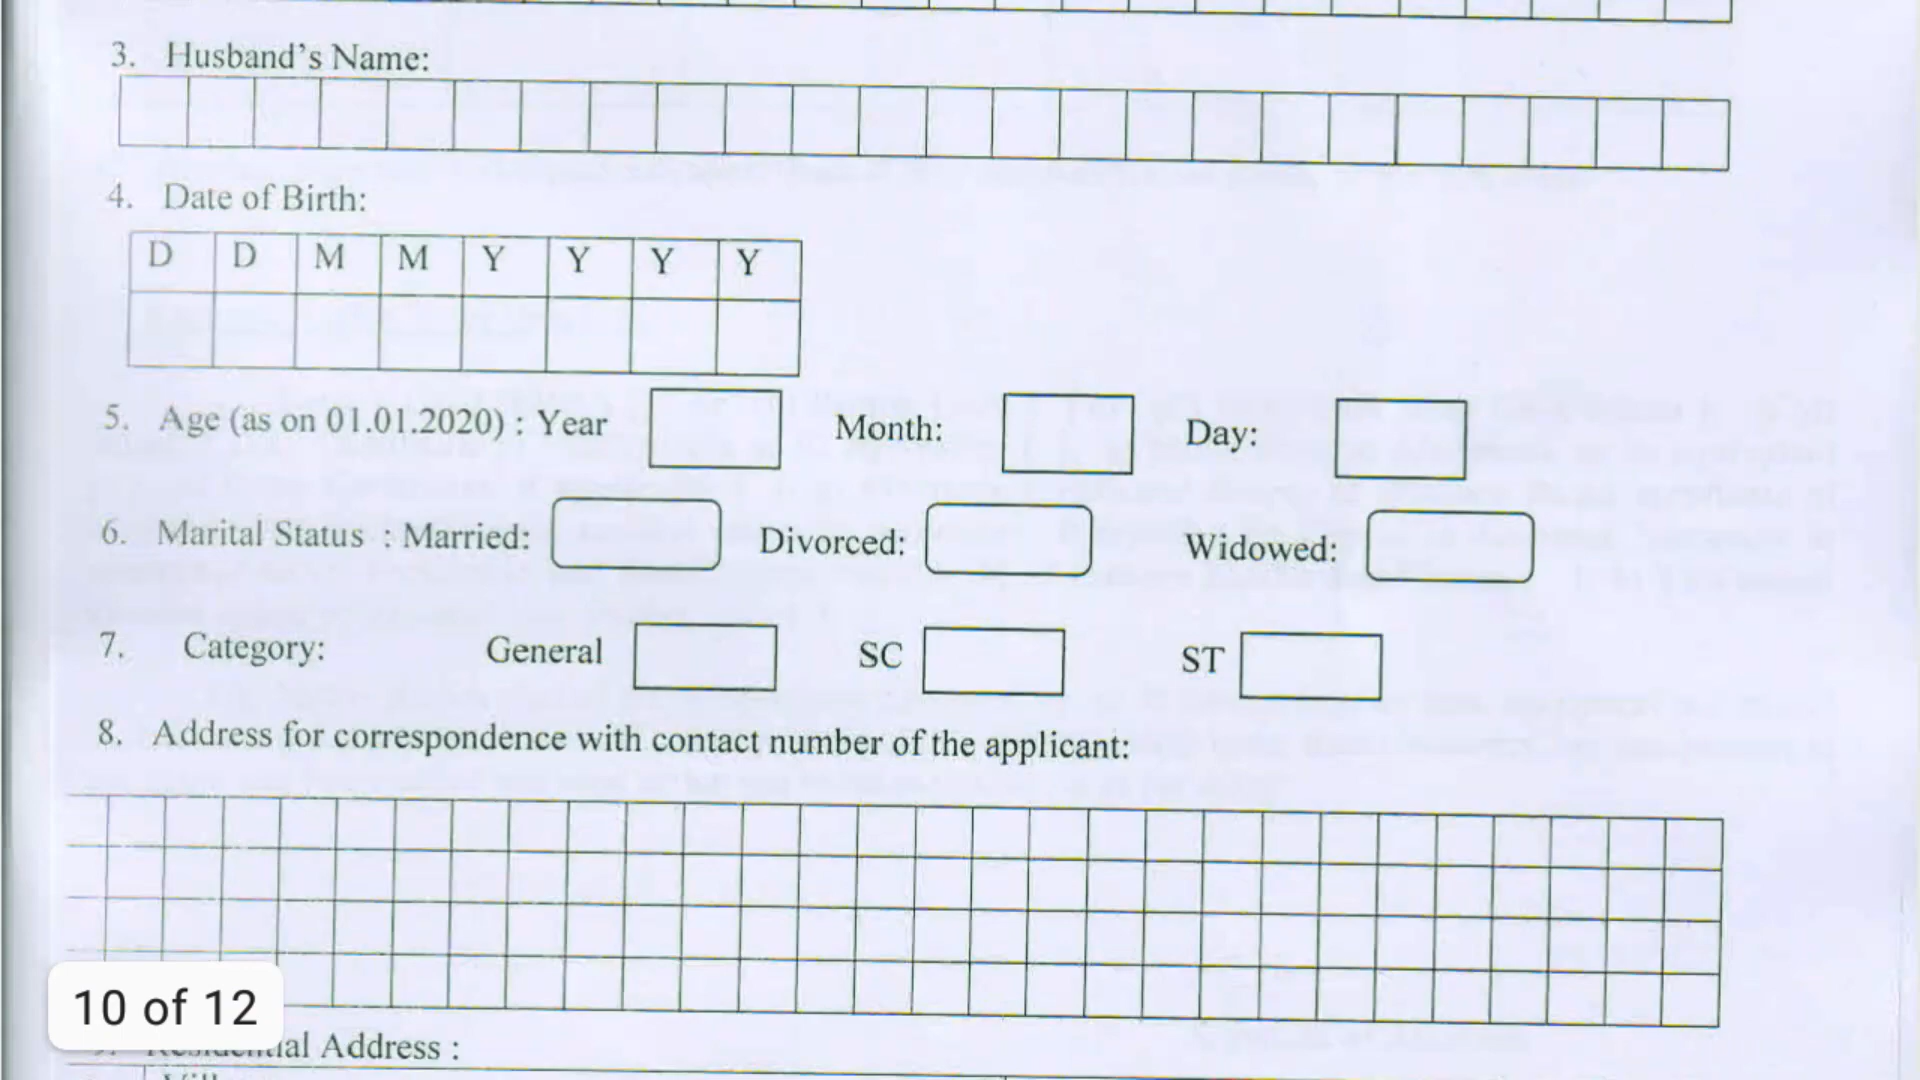 3. Husband's Name:
4. Date of Birth:
D D M M Y Y Y Y
5. Age (as on 01.01.2020) : Year Month: Day:
6. Marital Status : Married: Divorced: Widowed:
7. Category: General SC ST
8. Address for correspondence with contact number of the applicant:
10 of 12
Residential Address :